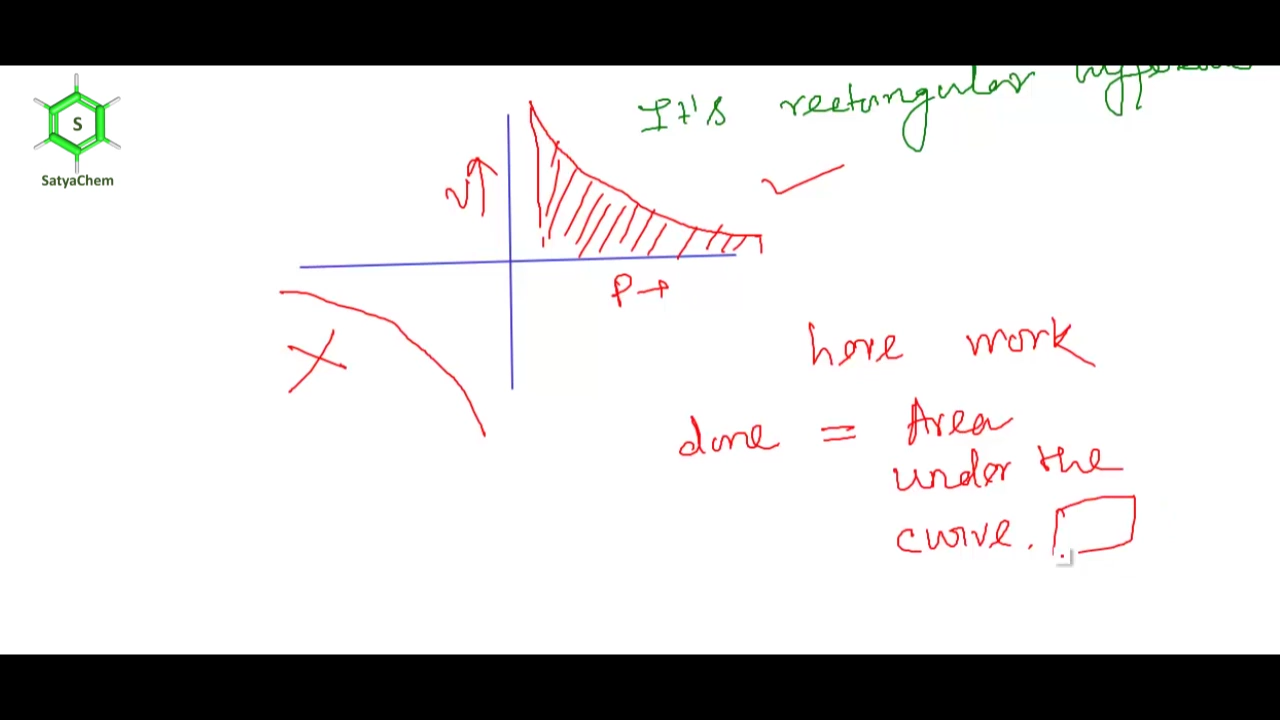 It's rectangular
S
SatyaChem
V↑
P→
here work
done = Area
under the
curve.